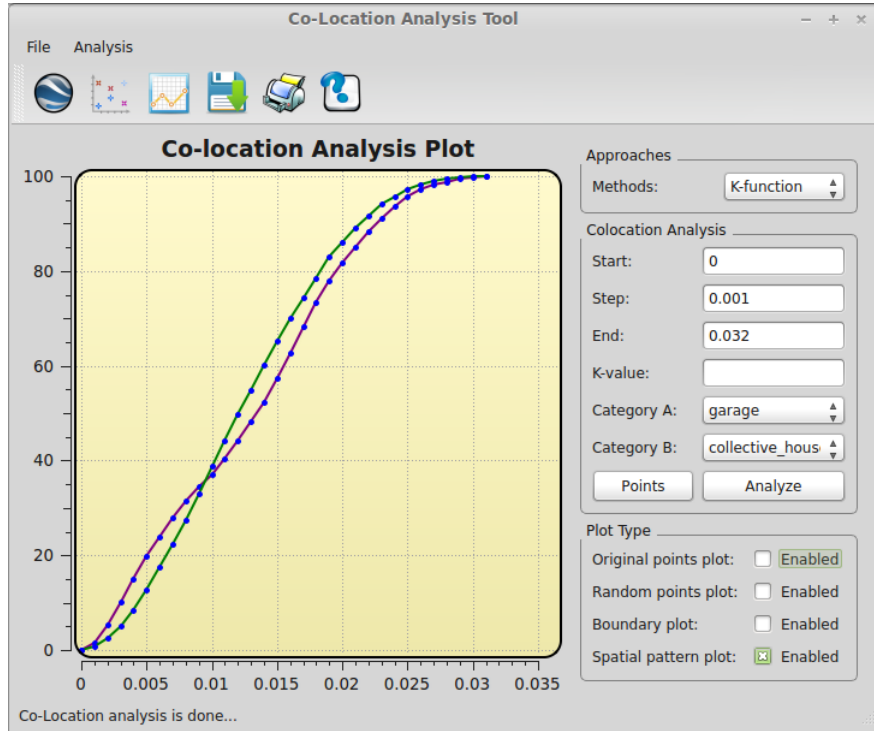 Co-Location Analysis Tool
File Analysis
Co-location Analysis Plot
100
80
60
40
20
0
0 0.005 0.01 0.015 0.02 0.025 0.03 0.035
Approaches
Methods: K-function
Colocation Analysis
Start: 0
Step: 0.001
End: 0.032
K-value:
Category A: garage
Category B: collective_hous
Points Analyze
Plot Type
Original points plot: Enabled
Random points plot: Enabled
Boundary plot: Enabled
Spatial pattern plot: Enabled
Co-Location analysis is done...